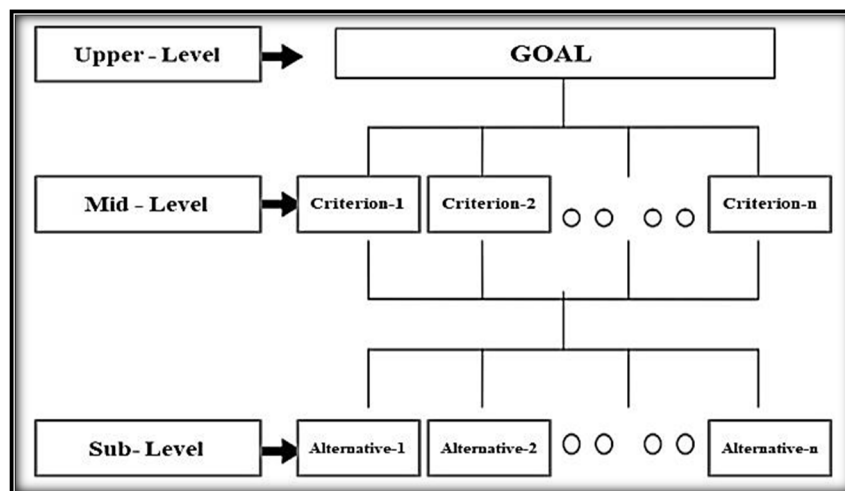 Upper - Level
GOAL
Mid - Level
Criterion-1
Criterion-2
Criterion-n
Sub- Level
Alternative-1
Alternative-2
Alternative-n